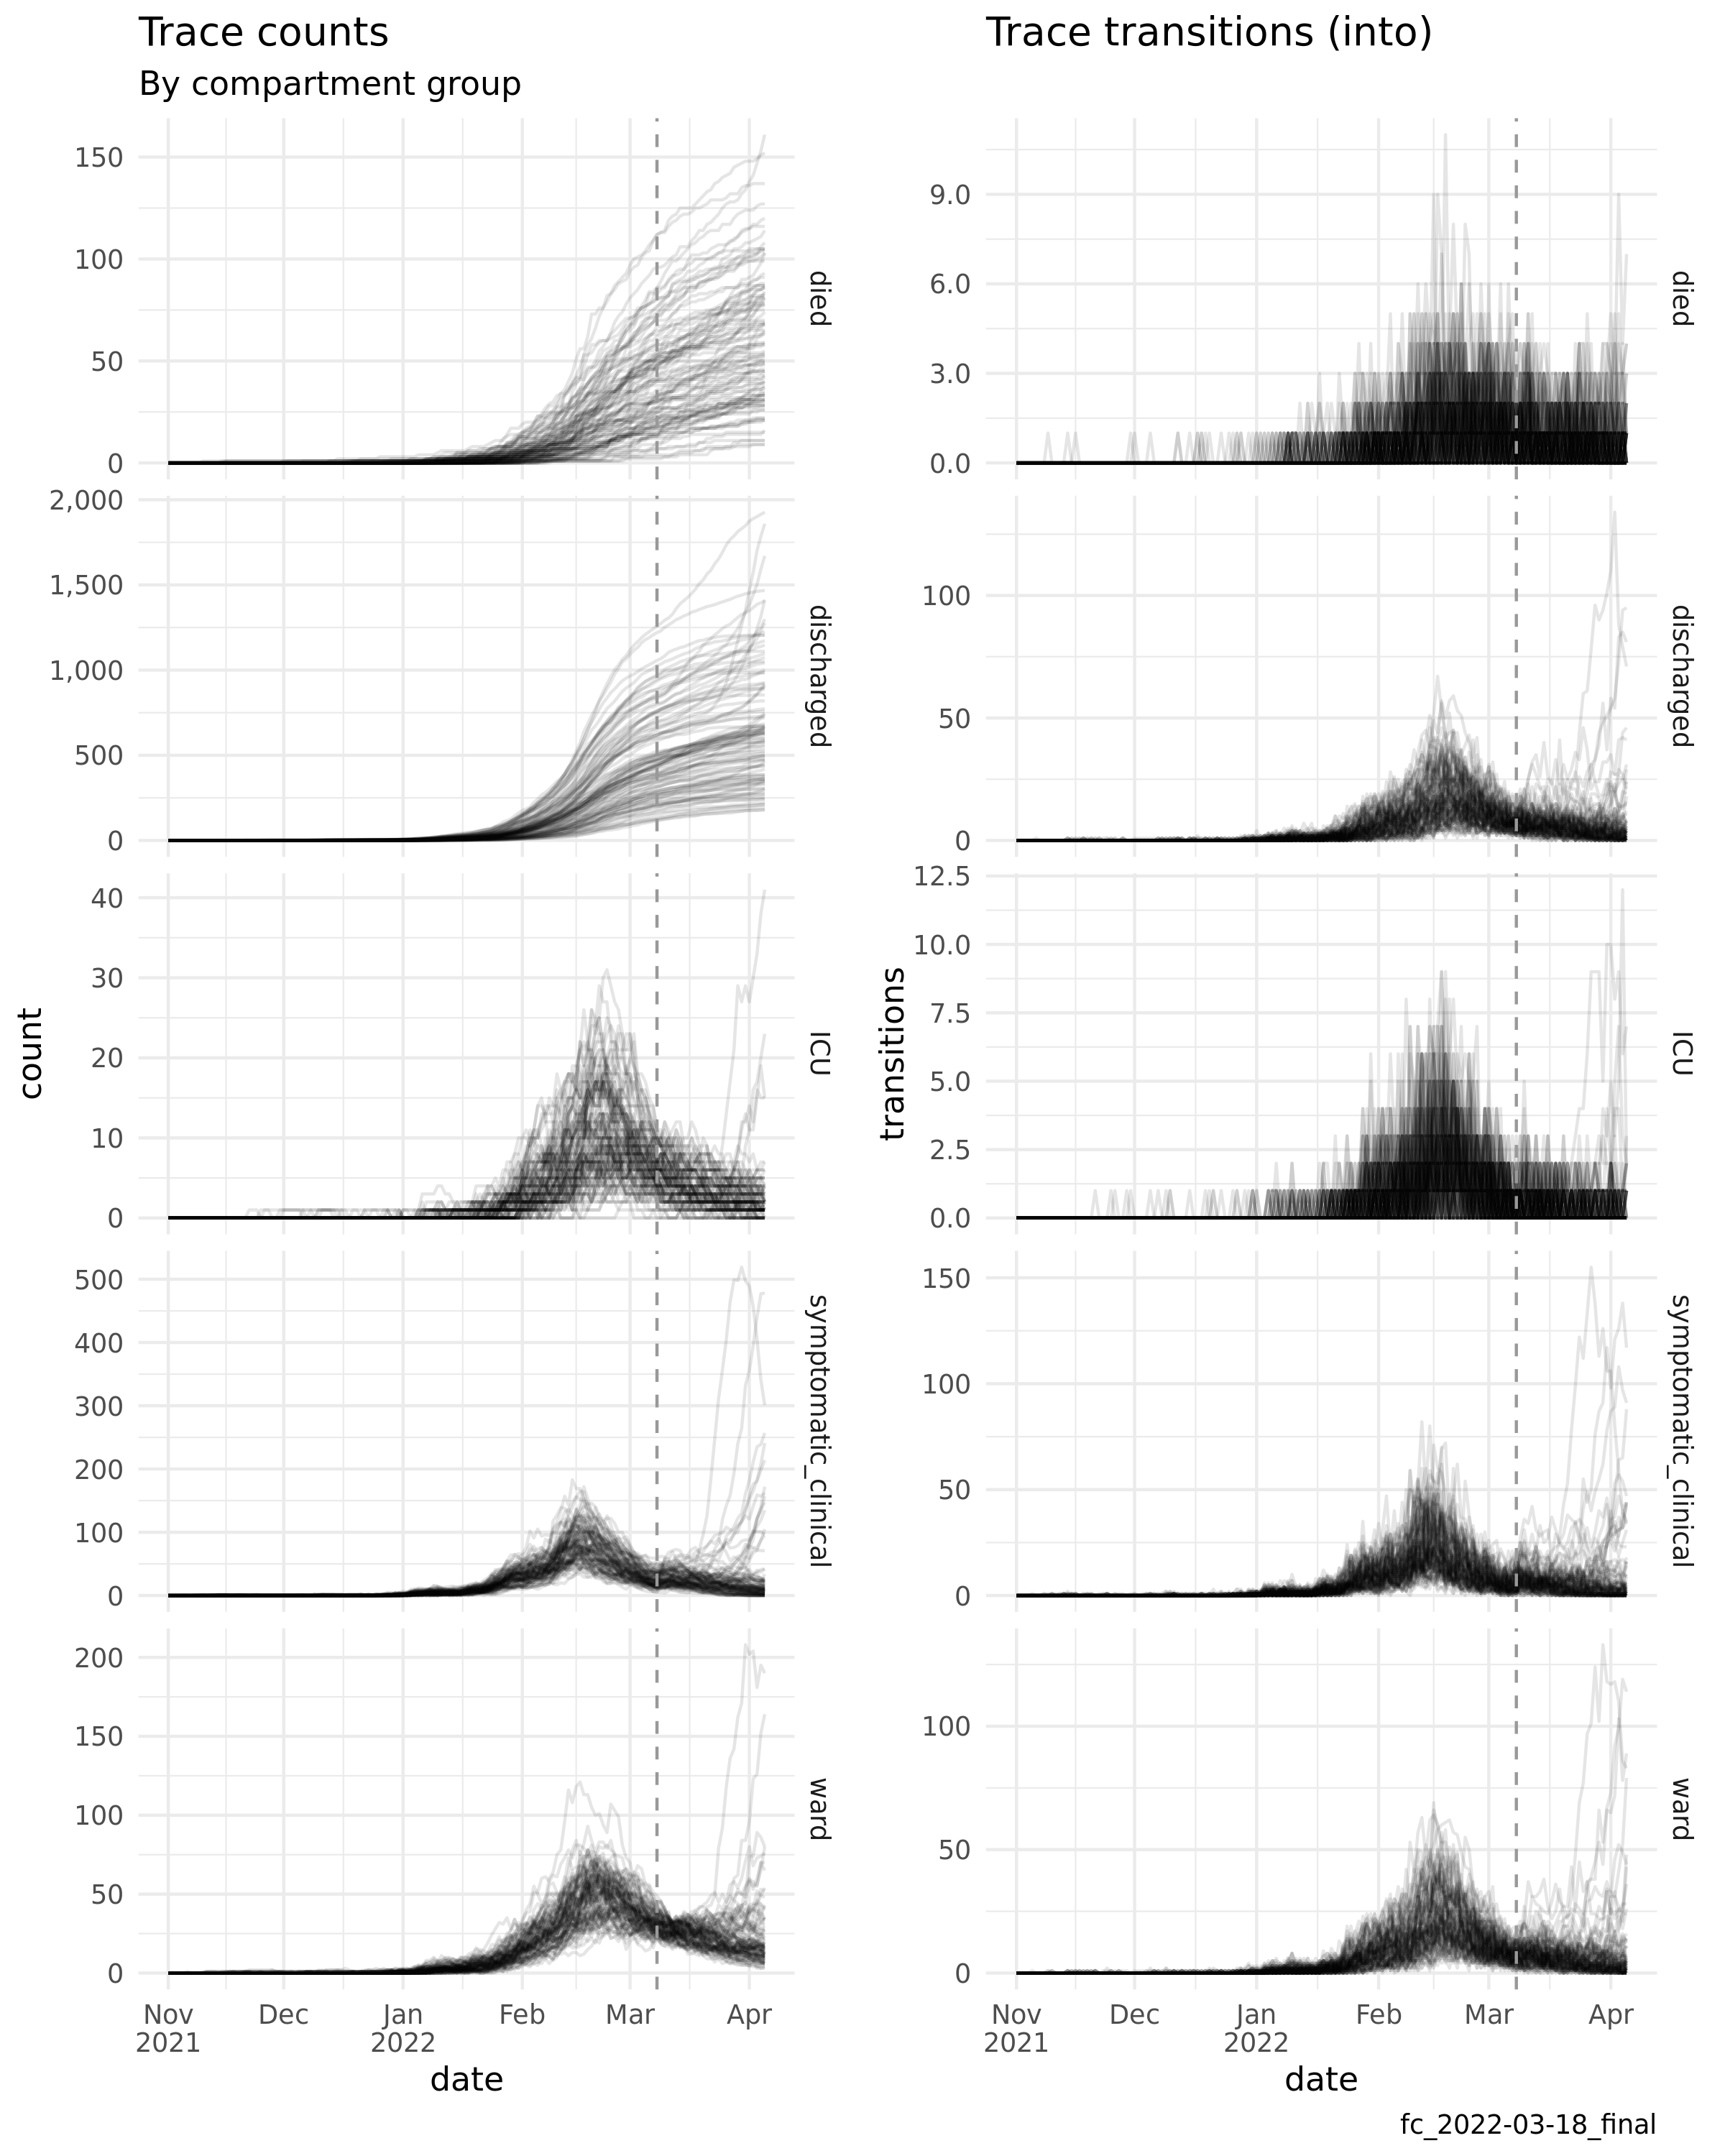 Trace counts
By compartment group
150
100
50
0
died
2,000
1,500
1,000
500
0
discharged
40
30
20
10
0
ICU
500
400
300
200
100
0
symptomatic_clinical
200
150
100
50
0
ward
count
Nov Dec Jan Feb Mar Apr
2021 2022
date
Trace transitions (into)
9.0
6.0
3.0
0.0
died
100
50
0
discharged
12.5
10.0
7.5
5.0
2.5
0.0
ICU
150
100
50
0
symptomatic_clinical
100
50
0
ward
transitions
Nov Dec Jan Feb Mar Apr
2021 2022
date
fc_2022-03-18_final